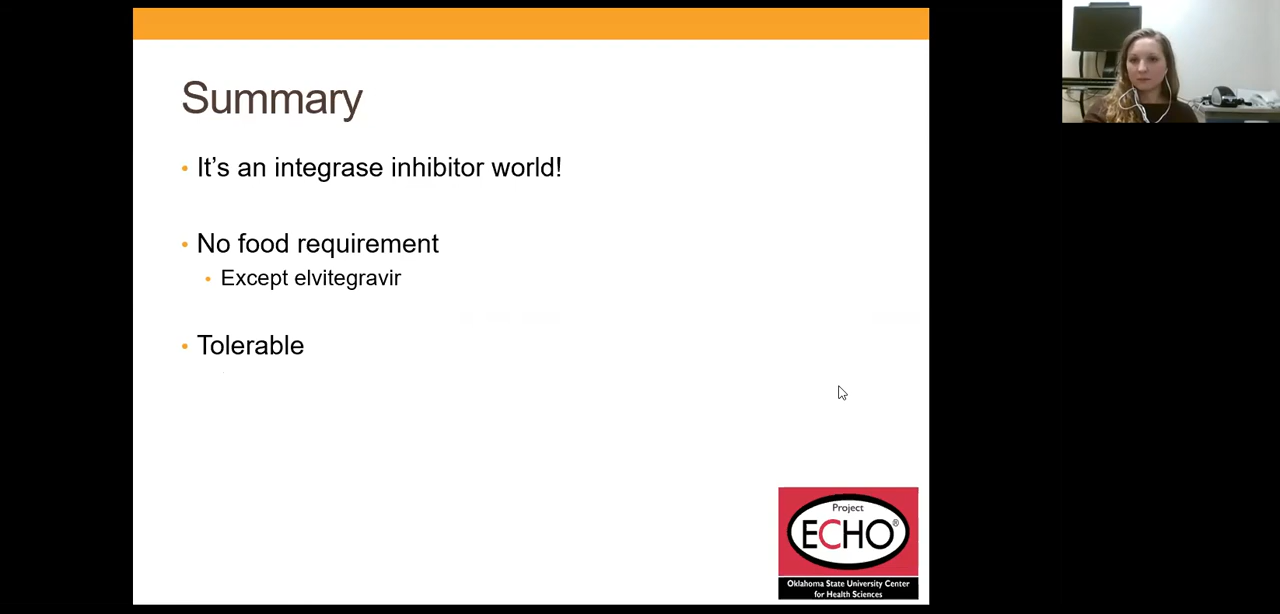 Summary
• It's an integrase inhibitor world!
• No food requirement
• Except elvitegravir
• Tolerable
Project
ECHO®
Oklahoma State University Center
for Health Sciences